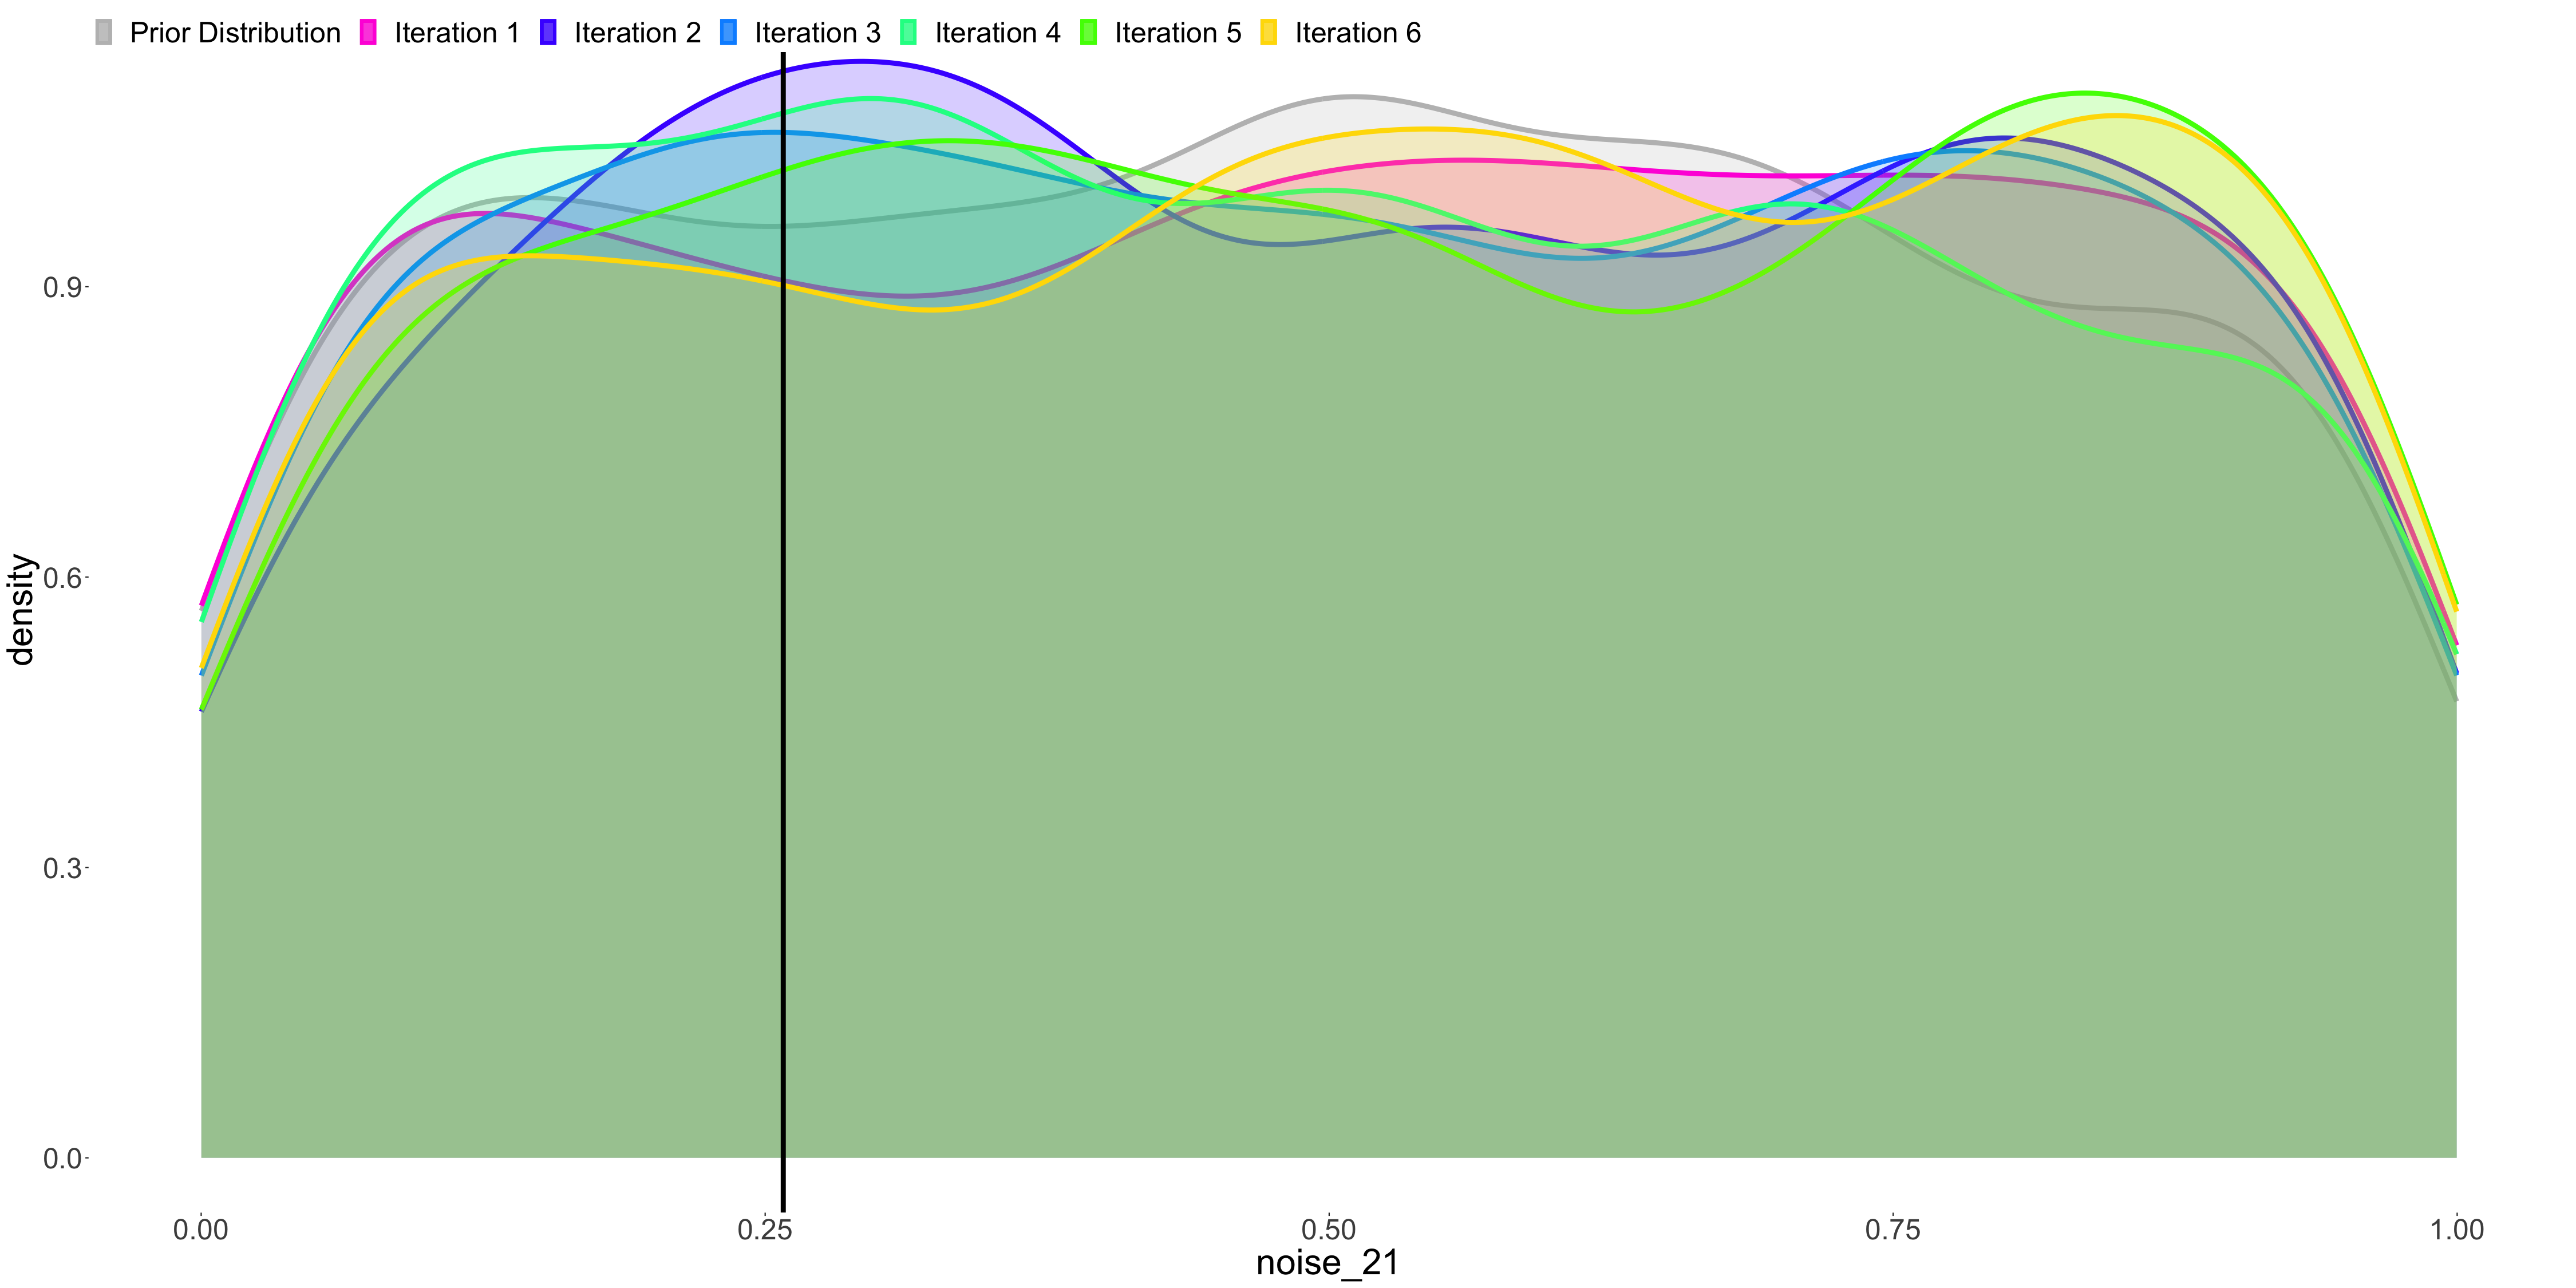 Prior Distribution Iteration 1 Iteration 2 Iteration 3 Iteration 4 Iteration 5 Iteration 6
0.9
0.6
0.3
0.0
density
0.00 0.25 0.50 0.75 1.00
noise_21